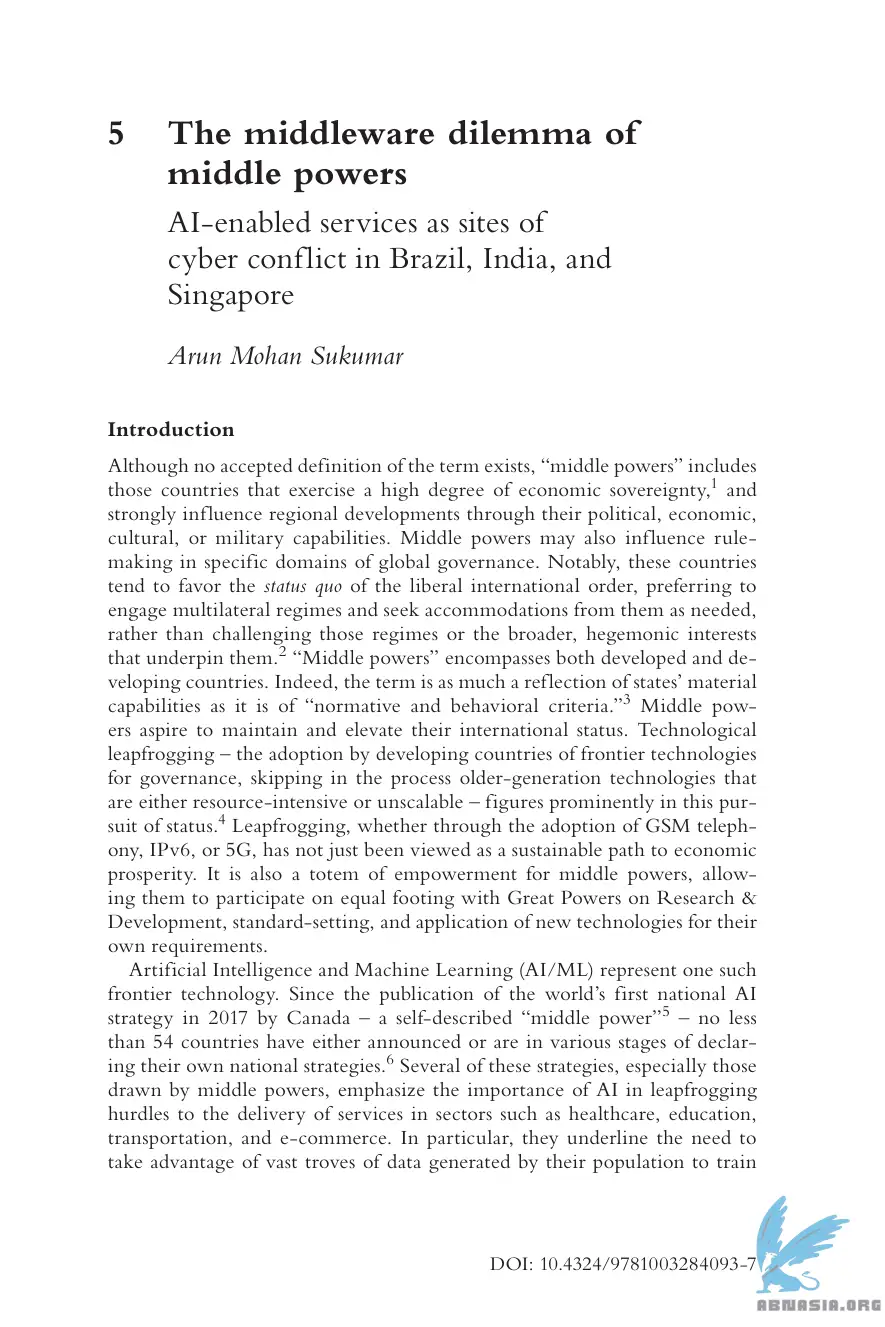 5 The middleware dilemma of
middle powers
AI-enabled services as sites of
cyber conflict in Brazil, India, and
Singapore
Arun Mohan Sukumar
Introduction
Although no accepted definition of the term exists, “middle powers” includes
those countries that exercise a high degree of economic sovereignty,1 and
strongly influence regional developments through their political, economic,
cultural, or military capabilities. Middle powers may also influence rule-
making in specific domains of global governance. Notably, these countries
tend to favor the status quo of the liberal international order, preferring to
engage multilateral regimes and seek accommodations from them as needed,
rather than challenging those regimes or the broader, hegemonic interests
that underpin them.2 “Middle powers” encompasses both developed and de-
veloping countries. Indeed, the term is as much a reflection of states’ material
capabilities as it is of “normative and behavioral criteria.”3 Middle pow-
ers aspire to maintain and elevate their international status. Technological
leapfrogging – the adoption by developing countries of frontier technologies
for governance, skipping in the process older-generation technologies that
are either resource-intensive or unscalable – figures prominently in this pur-
suit of status.4 Leapfrogging, whether through the adoption of GSM teleph-
ony, IPv6, or 5G, has not just been viewed as a sustainable path to economic
prosperity. It is also a totem of empowerment for middle powers, allow-
ing them to participate on equal footing with Great Powers on Research &
Development, standard-setting, and application of new technologies for their
own requirements.
Artificial Intelligence and Machine Learning (AI/ML) represent one such
frontier technology. Since the publication of the world’s first national AI
strategy in 2017 by Canada – a self-described “middle power”5 – no less
than 54 countries have either announced or are in various stages of declar-
ing their own national strategies.6 Several of these strategies, especially those
drawn by middle powers, emphasize the importance of AI in leapfrogging
hurdles to the delivery of services in sectors such as healthcare, education,
transportation, and e-commerce. In particular, they underline the need to
take advantage of vast troves of data generated by their population to train
DOI: 10.4324/9781003284093-7
ABNASIA.ORG